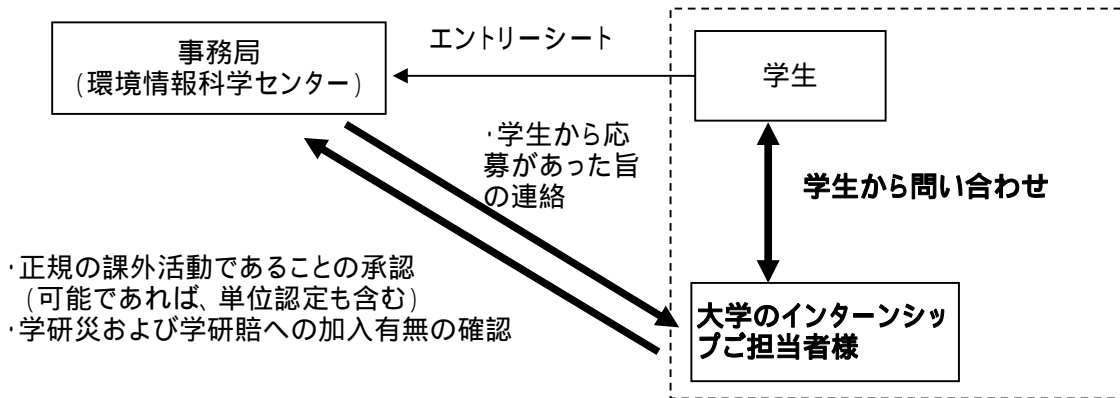 エントリーシート
事務局
(環境情報科学センター)
学生
・学生から応
募があった旨
の連絡
学生から問い合わせ
・正規の課外活動であることの承認
(可能であれば、単位認定も含む)
・学研災および学研賠への加入有無の確認
大学のインターンシッ
プご担当者様